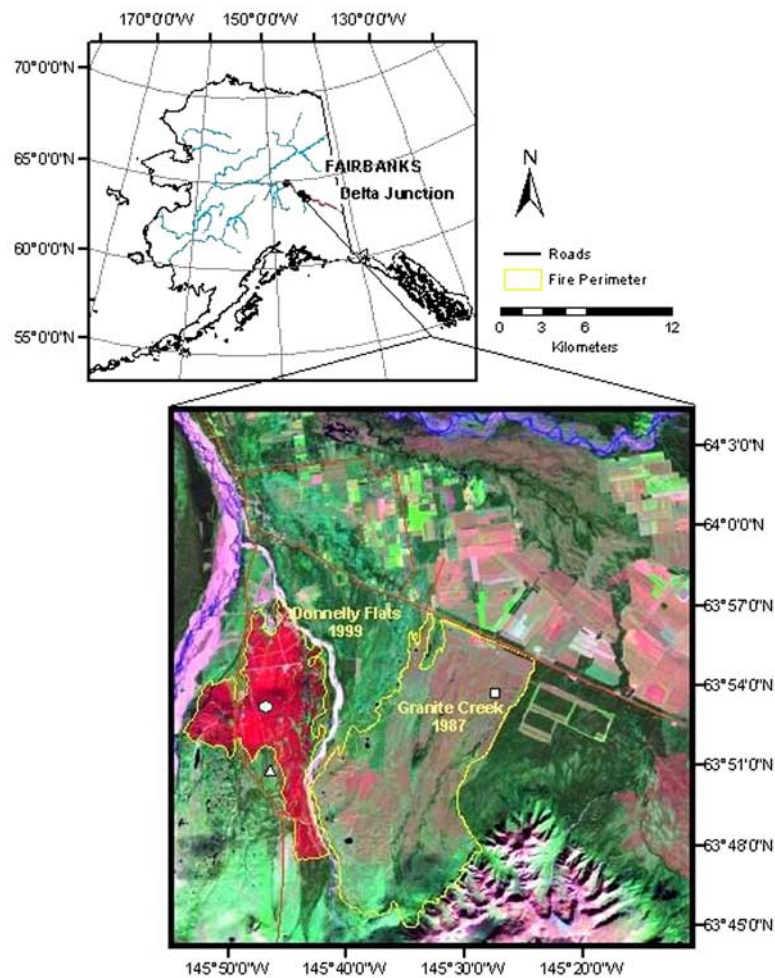 170°0'0"W 150°0'0"W 130°0'0"W
70°0'0"N
65°0'0"N
60°0'0"N
55°0'0"N
FAIRBANKS
Delta Junction
N
Roads
Fire Perimeter
0 3 6 12
Kilometers
64°3'0"N
64°0'0"N
63°57'0"N
63°54'0"N
63°51'0"N
63°48'0"N
63°45'0"N
Donnelly Flats
1999
Granite Creek
1987
145°50'0"W 145°40'0"W 145°30'0"W 145°20'0"W